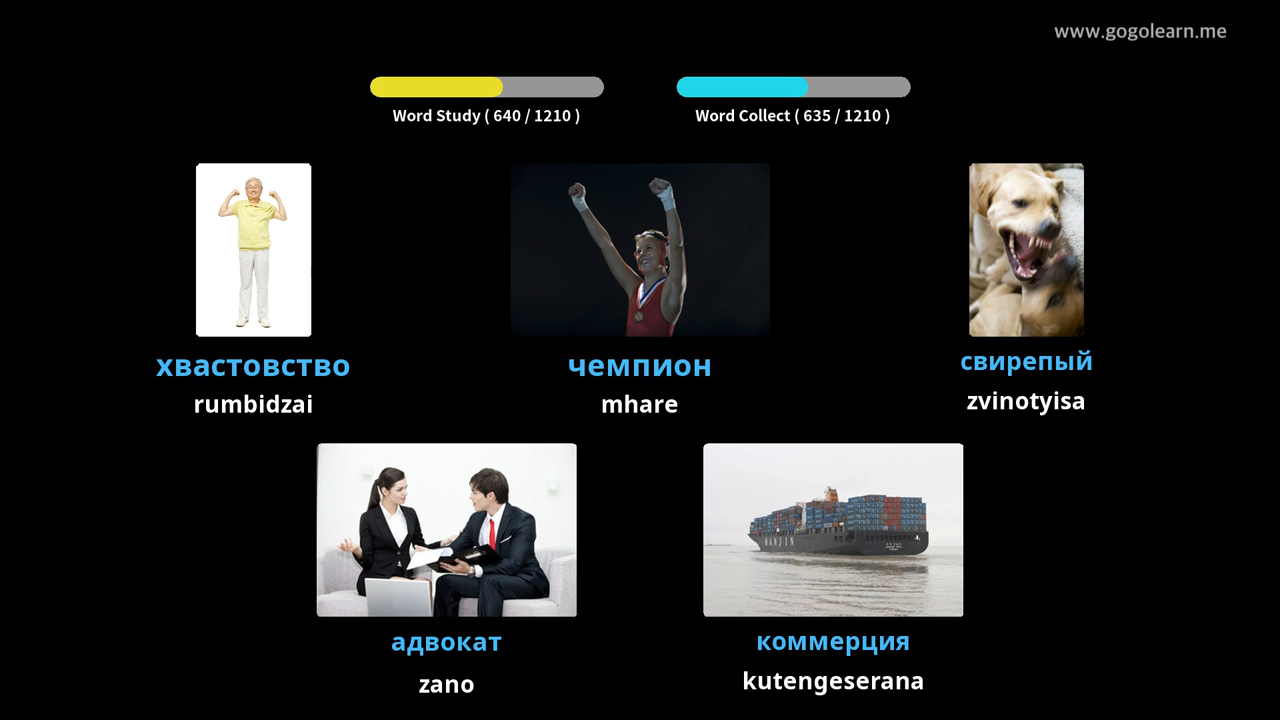 www.gogolearn.me
Word Study ( 640 / 1210 )
Word Collect ( 635 / 1210 )
хвастовство
rumbidzai
чемпион
mhare
свирепый
zvinotyisa
HANJIN
адвокат
zano
коммерция
kutengeserana